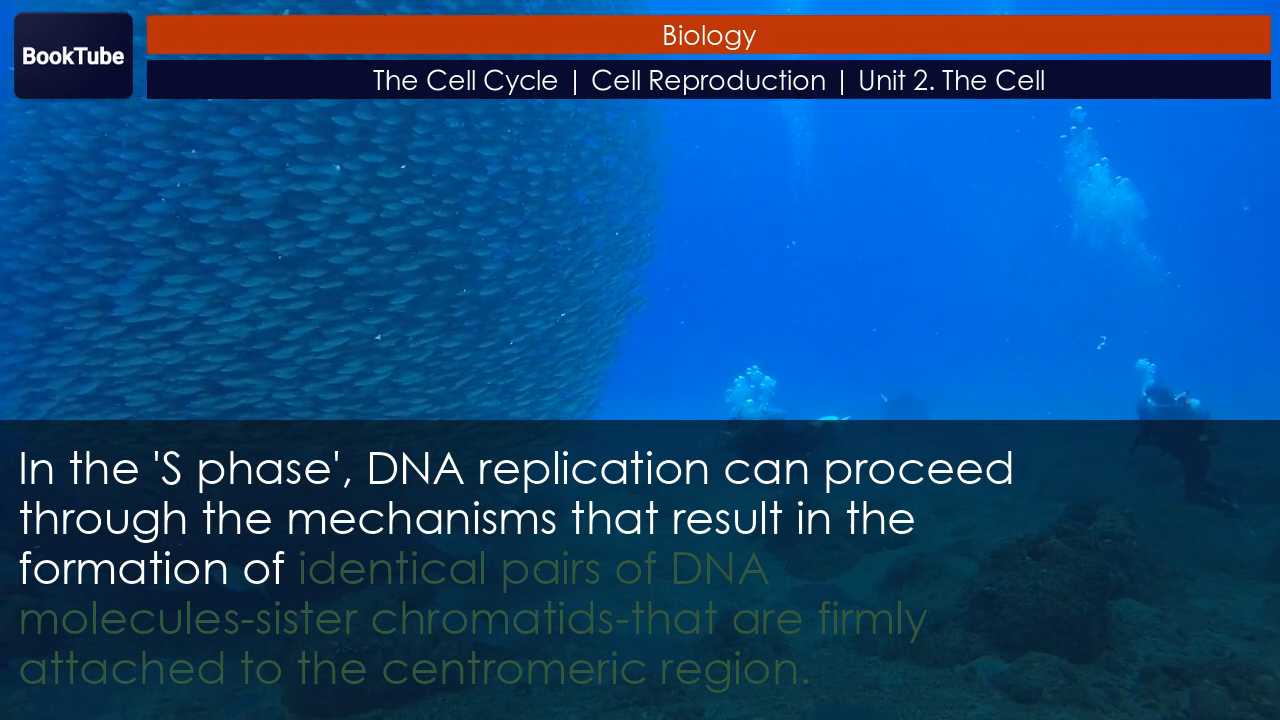 BookTube
Biology
The Cell Cycle | Cell Reproduction | Unit 2. The Cell
In the 'S phase', DNA replication can proceed
through the mechanisms that result in the
formation of identical pairs of DNA
molecules-sister chromatids-that are firmly
attached to the centromeric region.